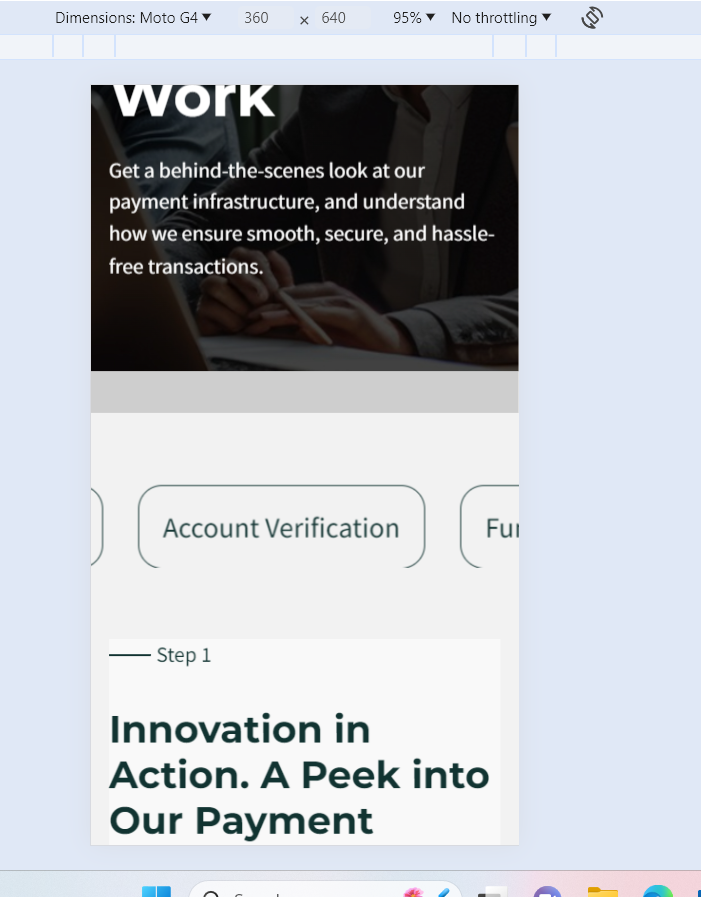 Dimensions: Moto G4 360 × 640 95% No throttling
Work
Get a behind-the-scenes look at our
payment infrastructure, and understand
how we ensure smooth, secure, and hassle-
free transactions.
Account Verification
Step 1
Innovation in
Action. A Peek into
Our Payment